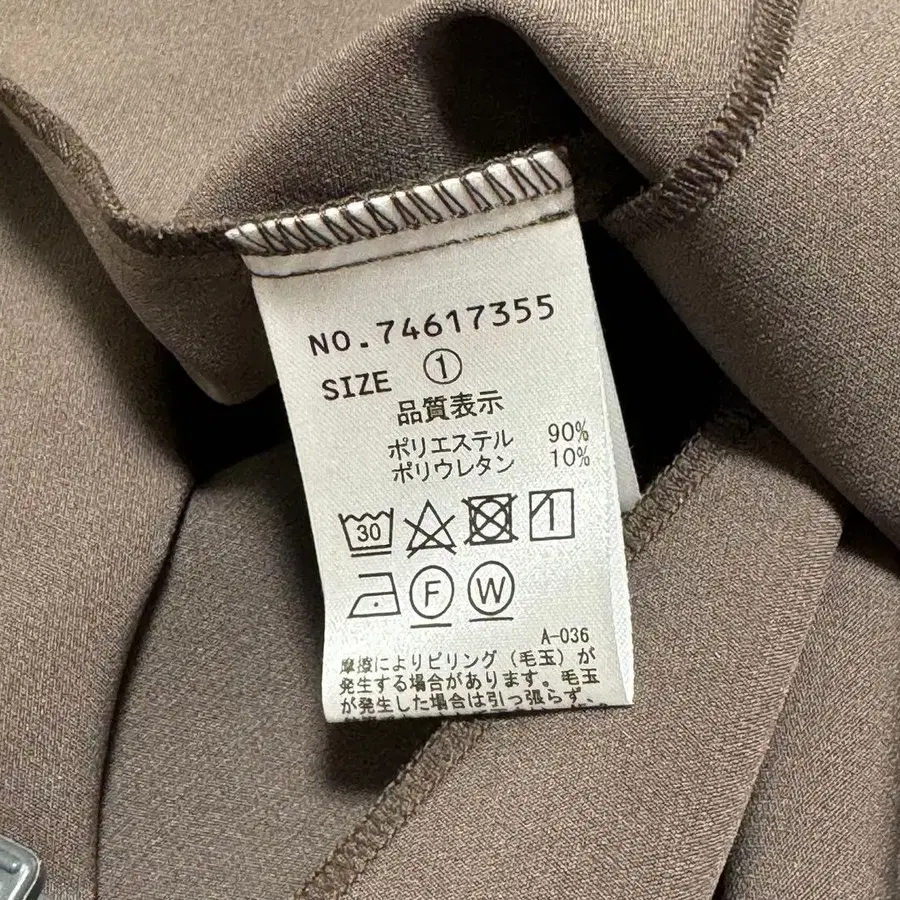 NO.74617355
SIZE ①
品質表示
ポリエステル 90%
ポリウレタン 10%
30
F W
A-036
摩擦によりピリング(毛玉)が
発生する場合があります。毛玉
が発生した場合は引っ張らず、